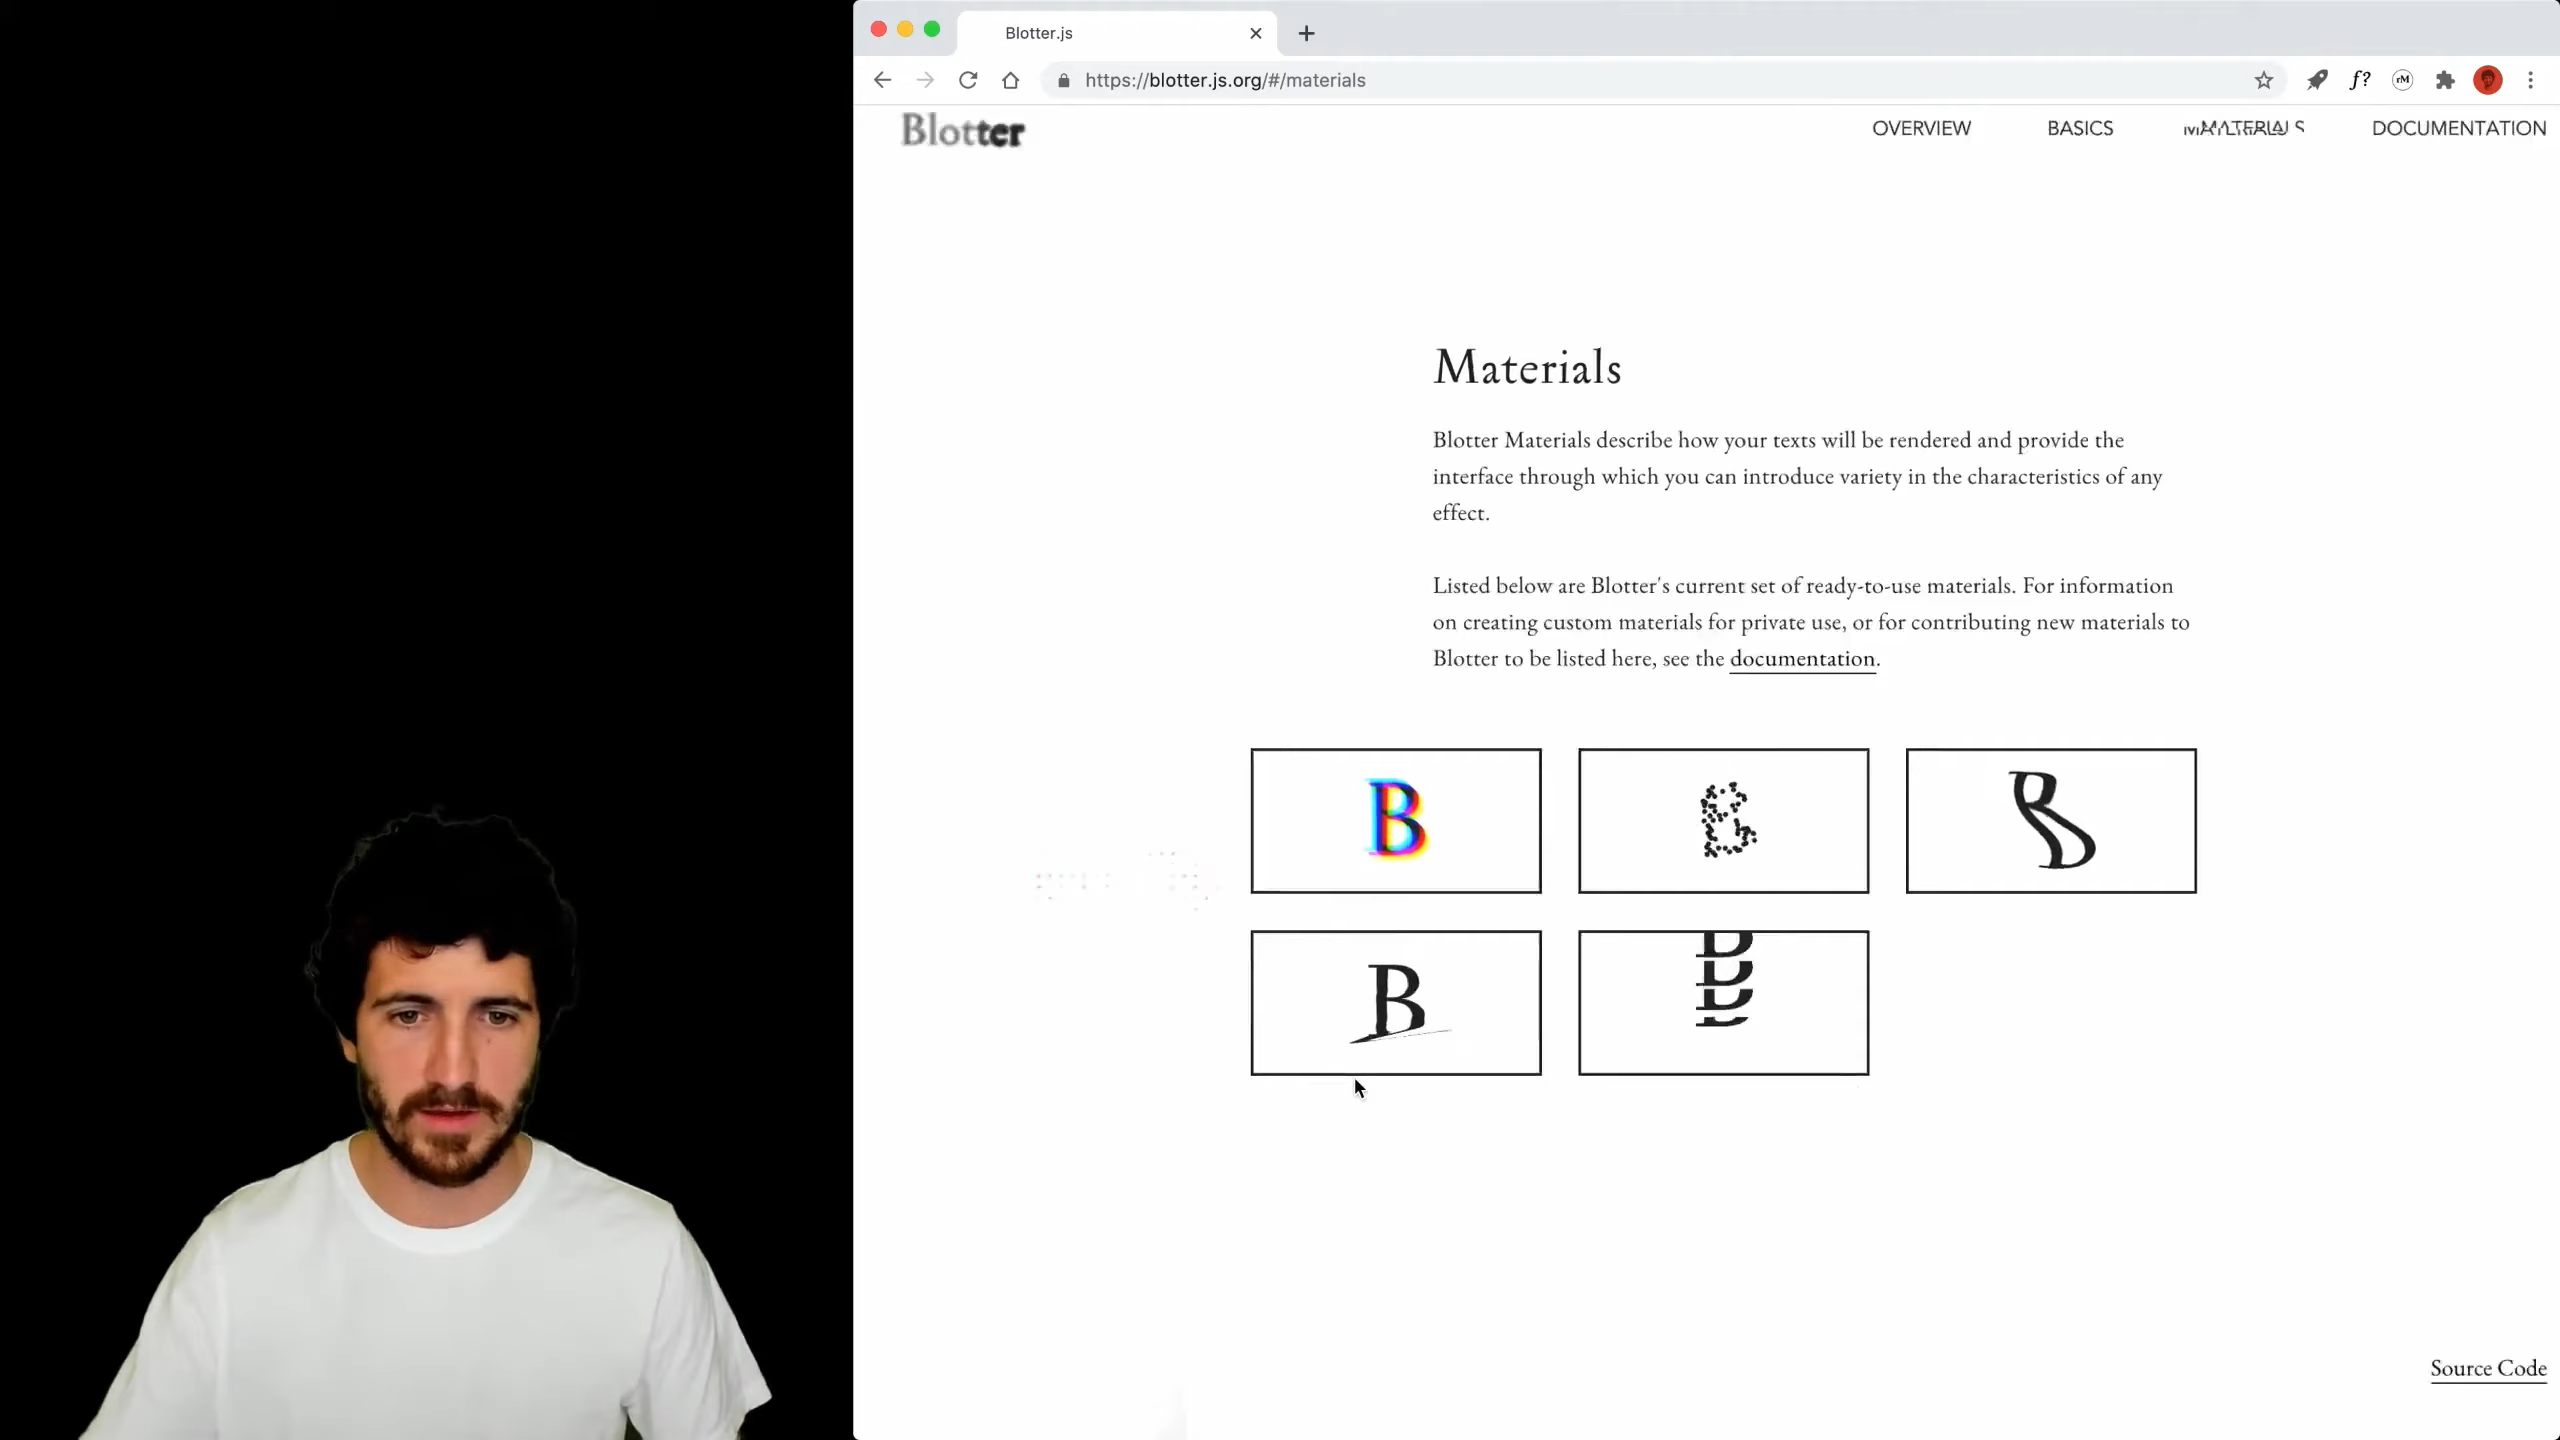 Blotter.js
https://blotter.js.org/#/materials
f?
rM
Blotter
OVERVIEW
BASICS
MATERIALS
DOCUMENTATION
Materials
Blotter Materials describe how your texts will be rendered and provide the
interface through which you can introduce variety in the characteristics of any
effect.
Listed below are Blotter's current set of ready-to-use materials. For information
on creating custom materials for private use, or for contributing new materials to
Blotter to be listed here, see the documentation.
B
B
B
B
B
Source Code